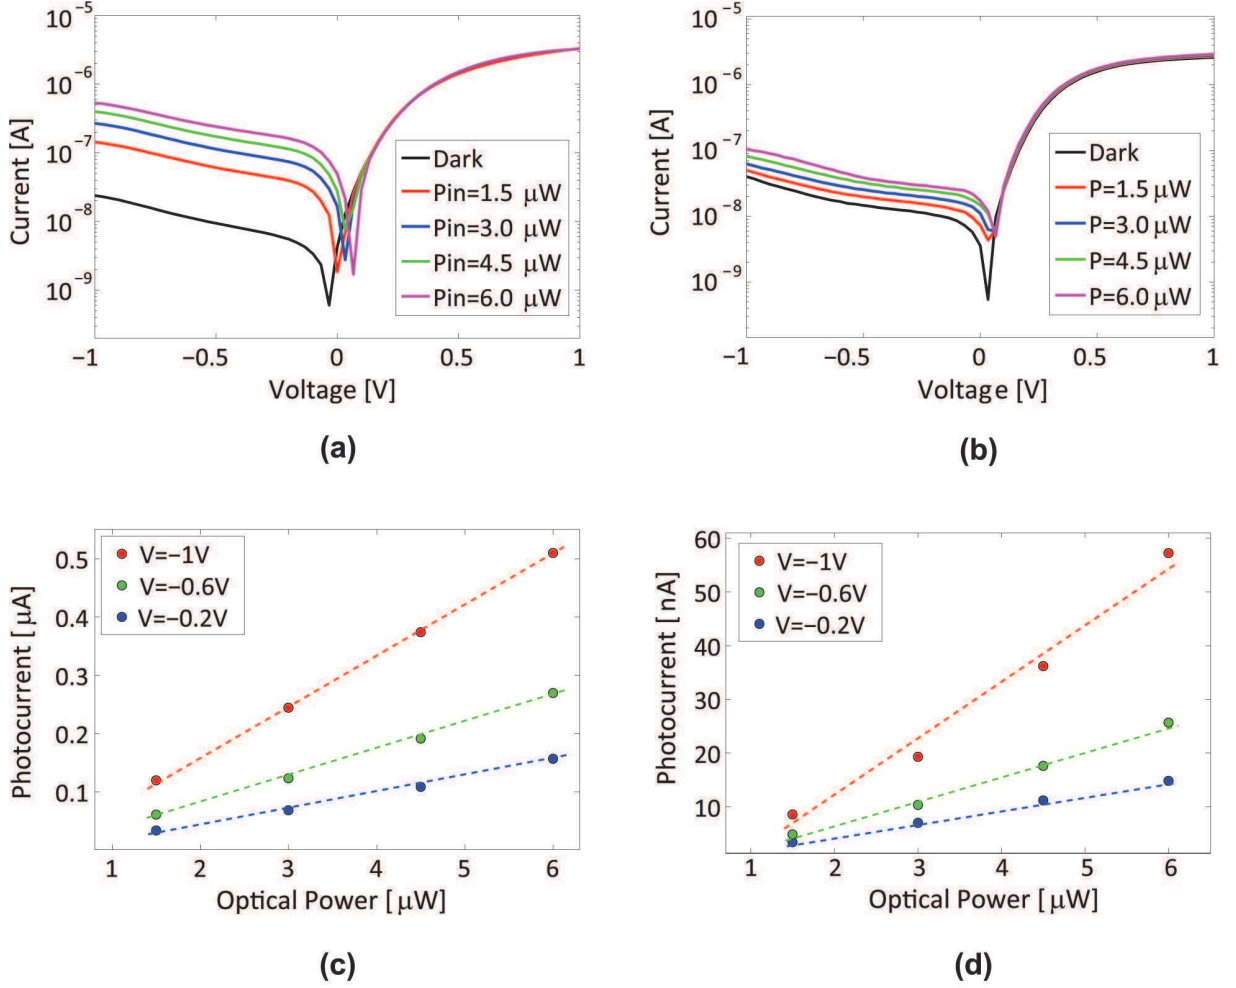 10⁻⁵
10⁻⁶
10⁻⁷
10⁻⁸
10⁻⁹
Current [A]
Dark
Pin=1.5 μW
Pin=3.0 μW
Pin=4.5 μW
Pin=6.0 μW
−1
−0.5
0
0.5
1
Voltage [V]
(a)
10⁻⁵
10⁻⁶
10⁻⁷
10⁻⁸
10⁻⁹
Current [A]
Dark
P=1.5 μW
P=3.0 μW
P=4.5 μW
P=6.0 μW
−1
−0.5
0
0.5
1
Voltage [V]
(b)
0.5
0.4
0.3
0.2
0.1
Photocurrent [μA]
V=−1V
V=−0.6V
V=−0.2V
1
2
3
4
5
6
Optical Power [μW]
(c)
60
50
40
30
20
10
Photocurrent [nA]
V=−1V
V=−0.6V
V=−0.2V
1
2
3
4
5
6
Optical Power [μW]
(d)